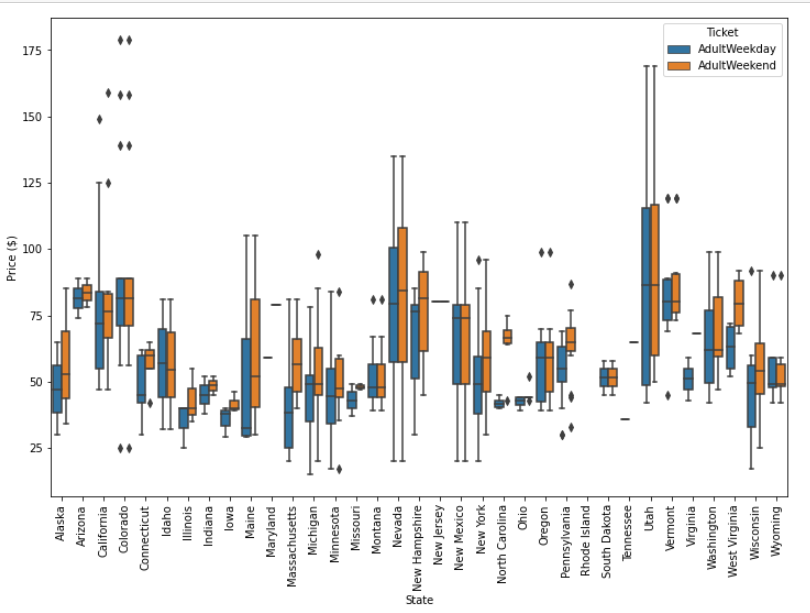 Ticket
AdultWeekday
AdultWeekend
Price ($)
175
150
125
100
75
50
25
Alaska
Arizona
California
Colorado
Connecticut
Idaho
Illinois
Indiana
Iowa
Maine
Maryland
Massachusetts
Michigan
Minnesota
Missouri
Montana
Nevada
New Hampshire
New Jersey
New Mexico
New York
North Carolina
Ohio
Oregon
Pennsylvania
Rhode Island
South Dakota
Tennessee
Utah
Vermont
Virginia
Washington
West Virginia
Wisconsin
Wyoming
State